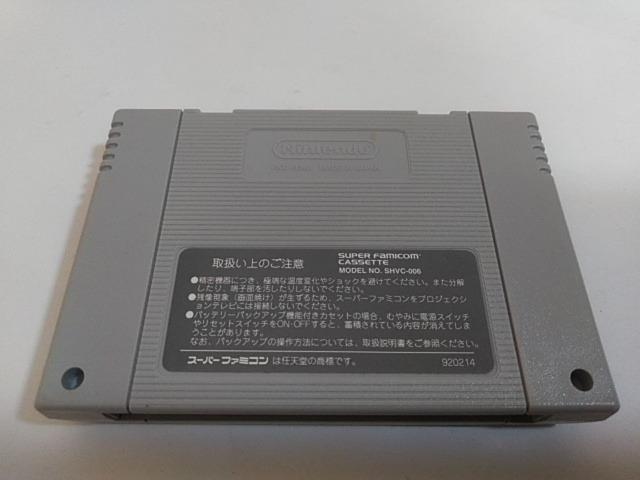 Nintendo
取扱い上のご注意
SUPER FAMICOM
CASSETTE
MODEL NO. SHVC-006
●精密機器につき、極端な温度変化やショックを避けてください。また分解
したり、端子部を汚したりしないでください。
●残像現象（画面焼け）が生ずるため、スーパーファミコンをプロジェクシ
ョンテレビには接続しないでください。
●バッテリーバックアップ機能付きカセットの場合、むやみに電源スイッチ
やリセットスイッチをON・OFFすると、蓄積されている内容が消えてしま
うことがあります。
なお、バックアップの操作方法については、取扱説明書をご参照ください。
スーパーファミコン は任天堂の商標です。
920214